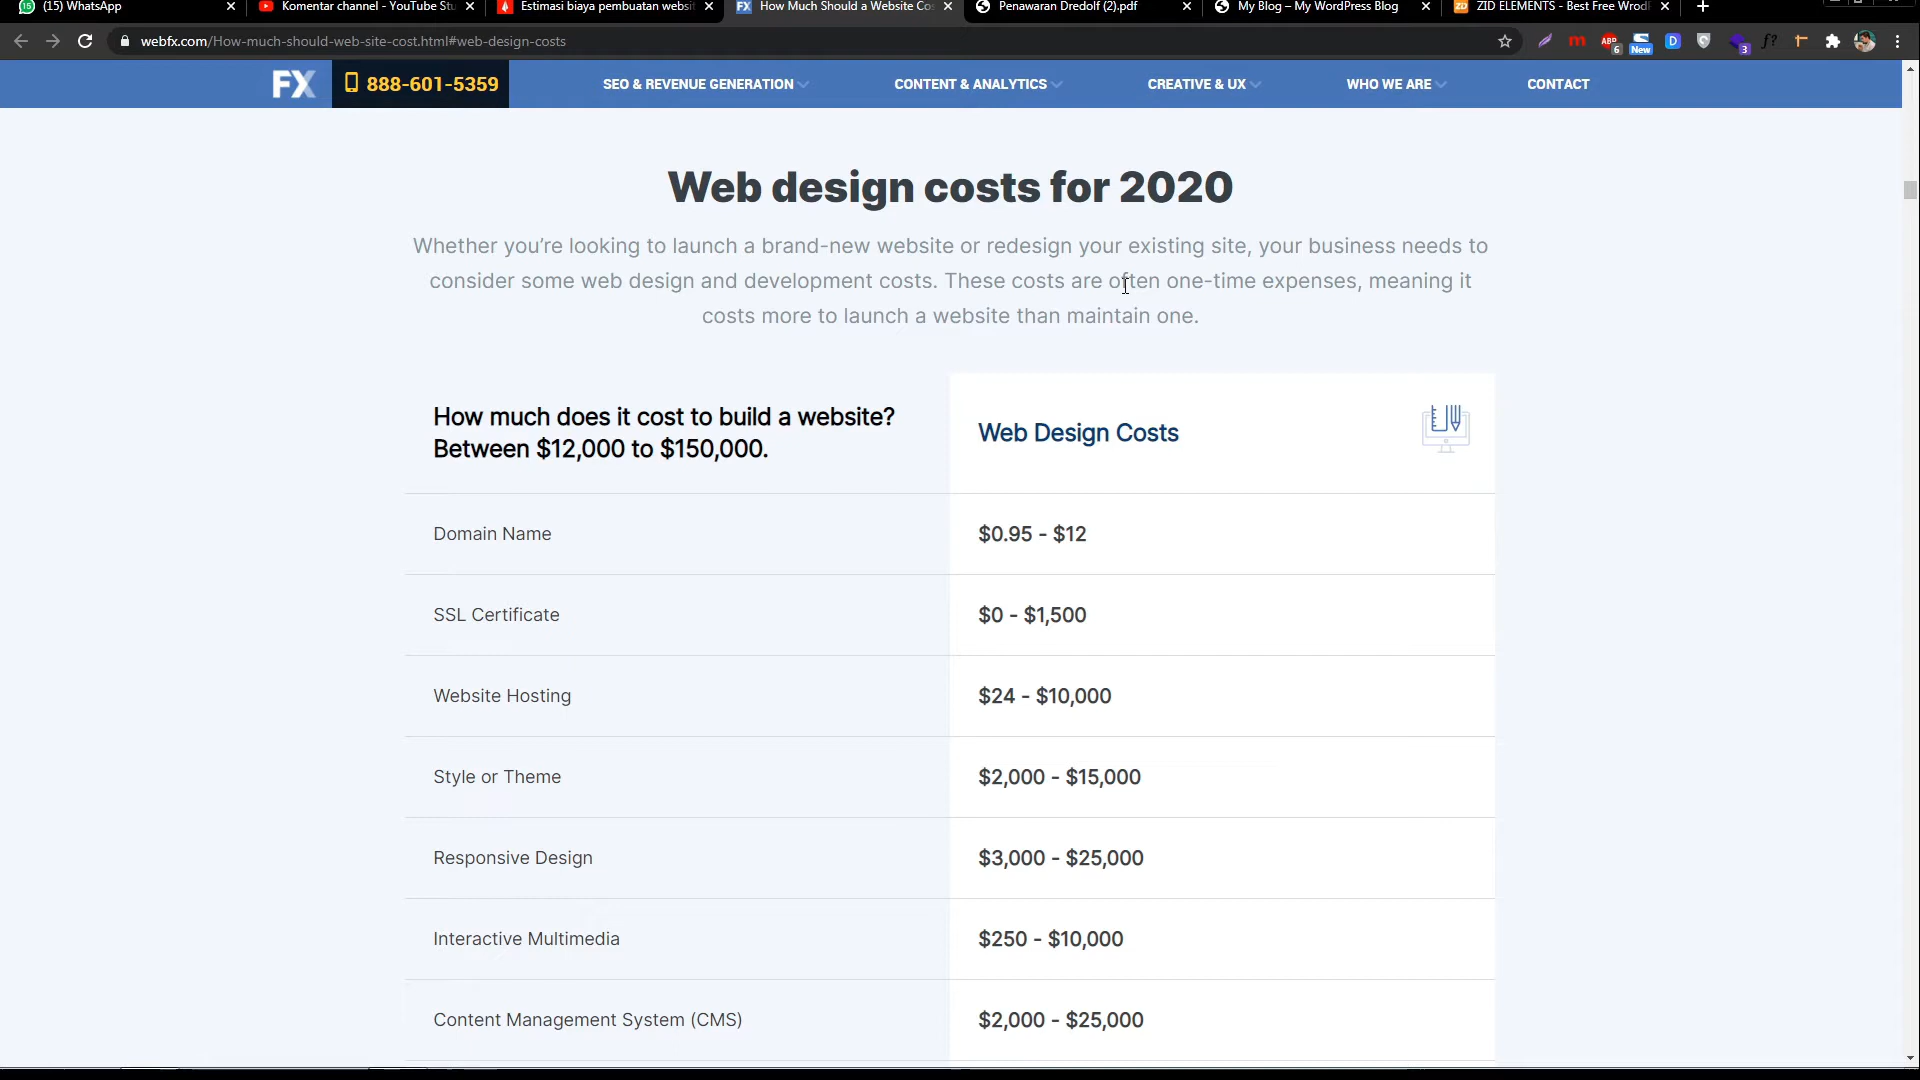 (15) WhatsApp
Komentar channel - YouTube Stu
Estimasi biaya pembuatan websit
FX How Much Should a Website Co
Penawaran Dredolf (2).pdf
My Blog – My WordPress Blog
ZD ZID ELEMENTS - Best Free Wrod
webfx.com/How-much-should-web-site-cost.html#web-design-costs
ABP
6
New
D
3
f?
FX
888-601-5359
SEO & REVENUE GENERATION
CONTENT & ANALYTICS
CREATIVE & UX
WHO WE ARE
CONTACT
Web design costs for 2020
Whether you’re looking to launch a brand-new website or redesign your existing site, your business needs to
consider some web design and development costs. These costs are often one-time expenses, meaning it
costs more to launch a website than maintain one.
How much does it cost to build a website?
Between $12,000 to $150,000.
Web Design Costs
Domain Name
$0.95 - $12
SSL Certificate
$0 - $1,500
Website Hosting
$24 - $10,000
Style or Theme
$2,000 - $15,000
Responsive Design
$3,000 - $25,000
Interactive Multimedia
$250 - $10,000
Content Management System (CMS)
$2,000 - $25,000